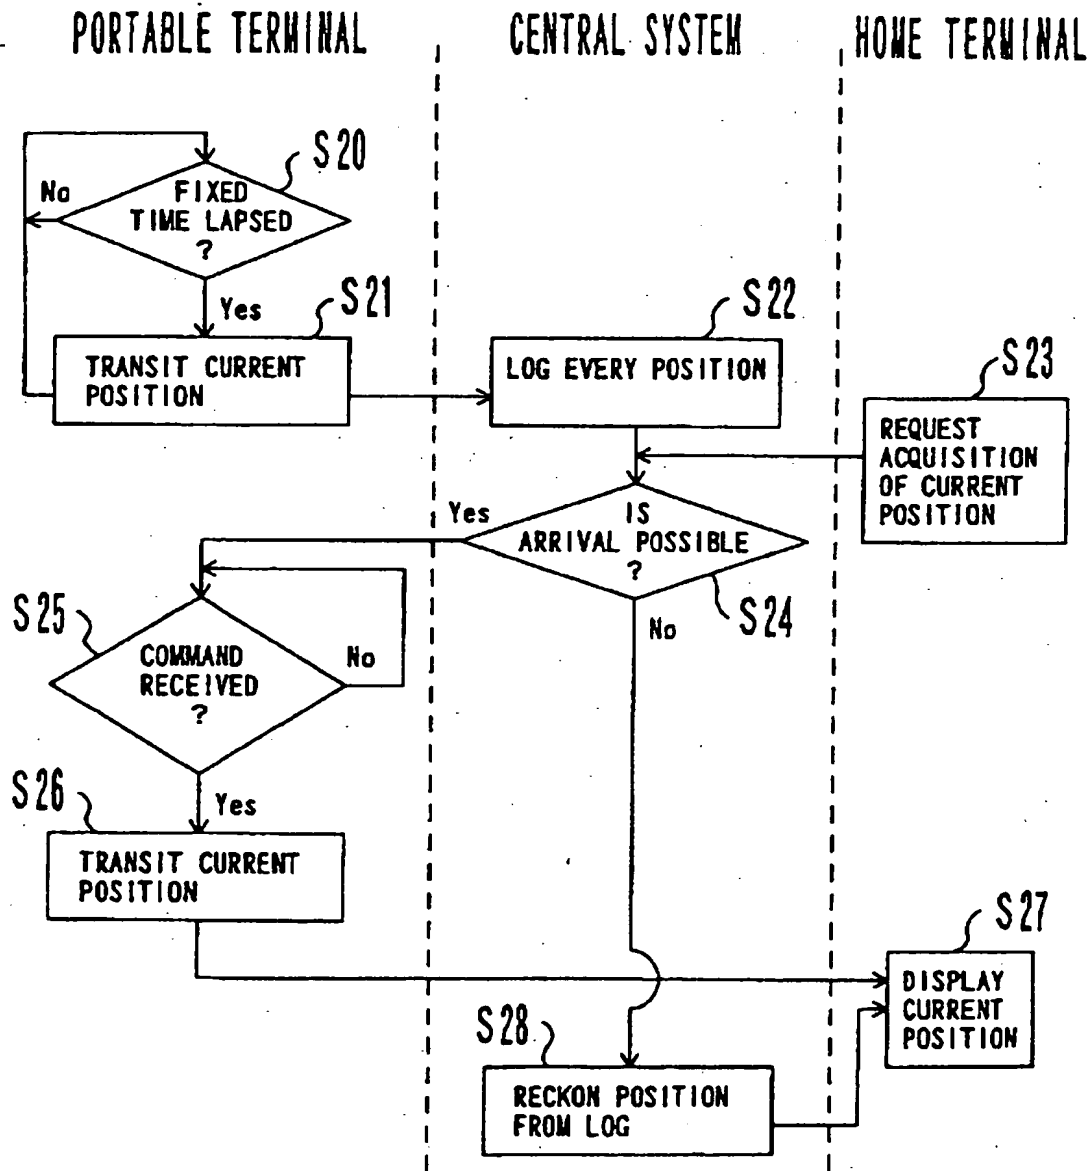 PORTABLE TERMINAL
CENTRAL SYSTEM
HOME TERMINAL
S20
No
FIXED
TIME LAPSED
?
Yes
S21
TRANSIT CURRENT
POSITION
S22
LOG EVERY POSITION
S23
REQUEST
ACQUISITION
OF CURRENT
POSITION
Yes
IS
ARRIVAL POSSIBLE
?
S24
No
S25
COMMAND
RECEIVED
?
No
Yes
S26
TRANSIT CURRENT
POSITION
S27
DISPLAY
CURRENT
POSITION
S28
RECKON POSITION
FROM LOG